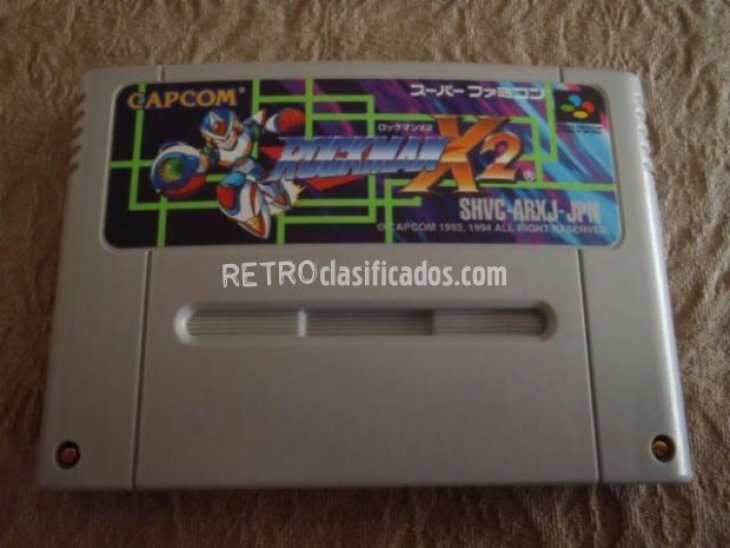 CAPCOM®
スーパーファミコン
ロックマンX2
ROCKMAN X2®
SHVC-ARXJ-JPN
©CAPCOM 1993, 1994 ALL RIGHT RESERVED
RETROclasificados.com